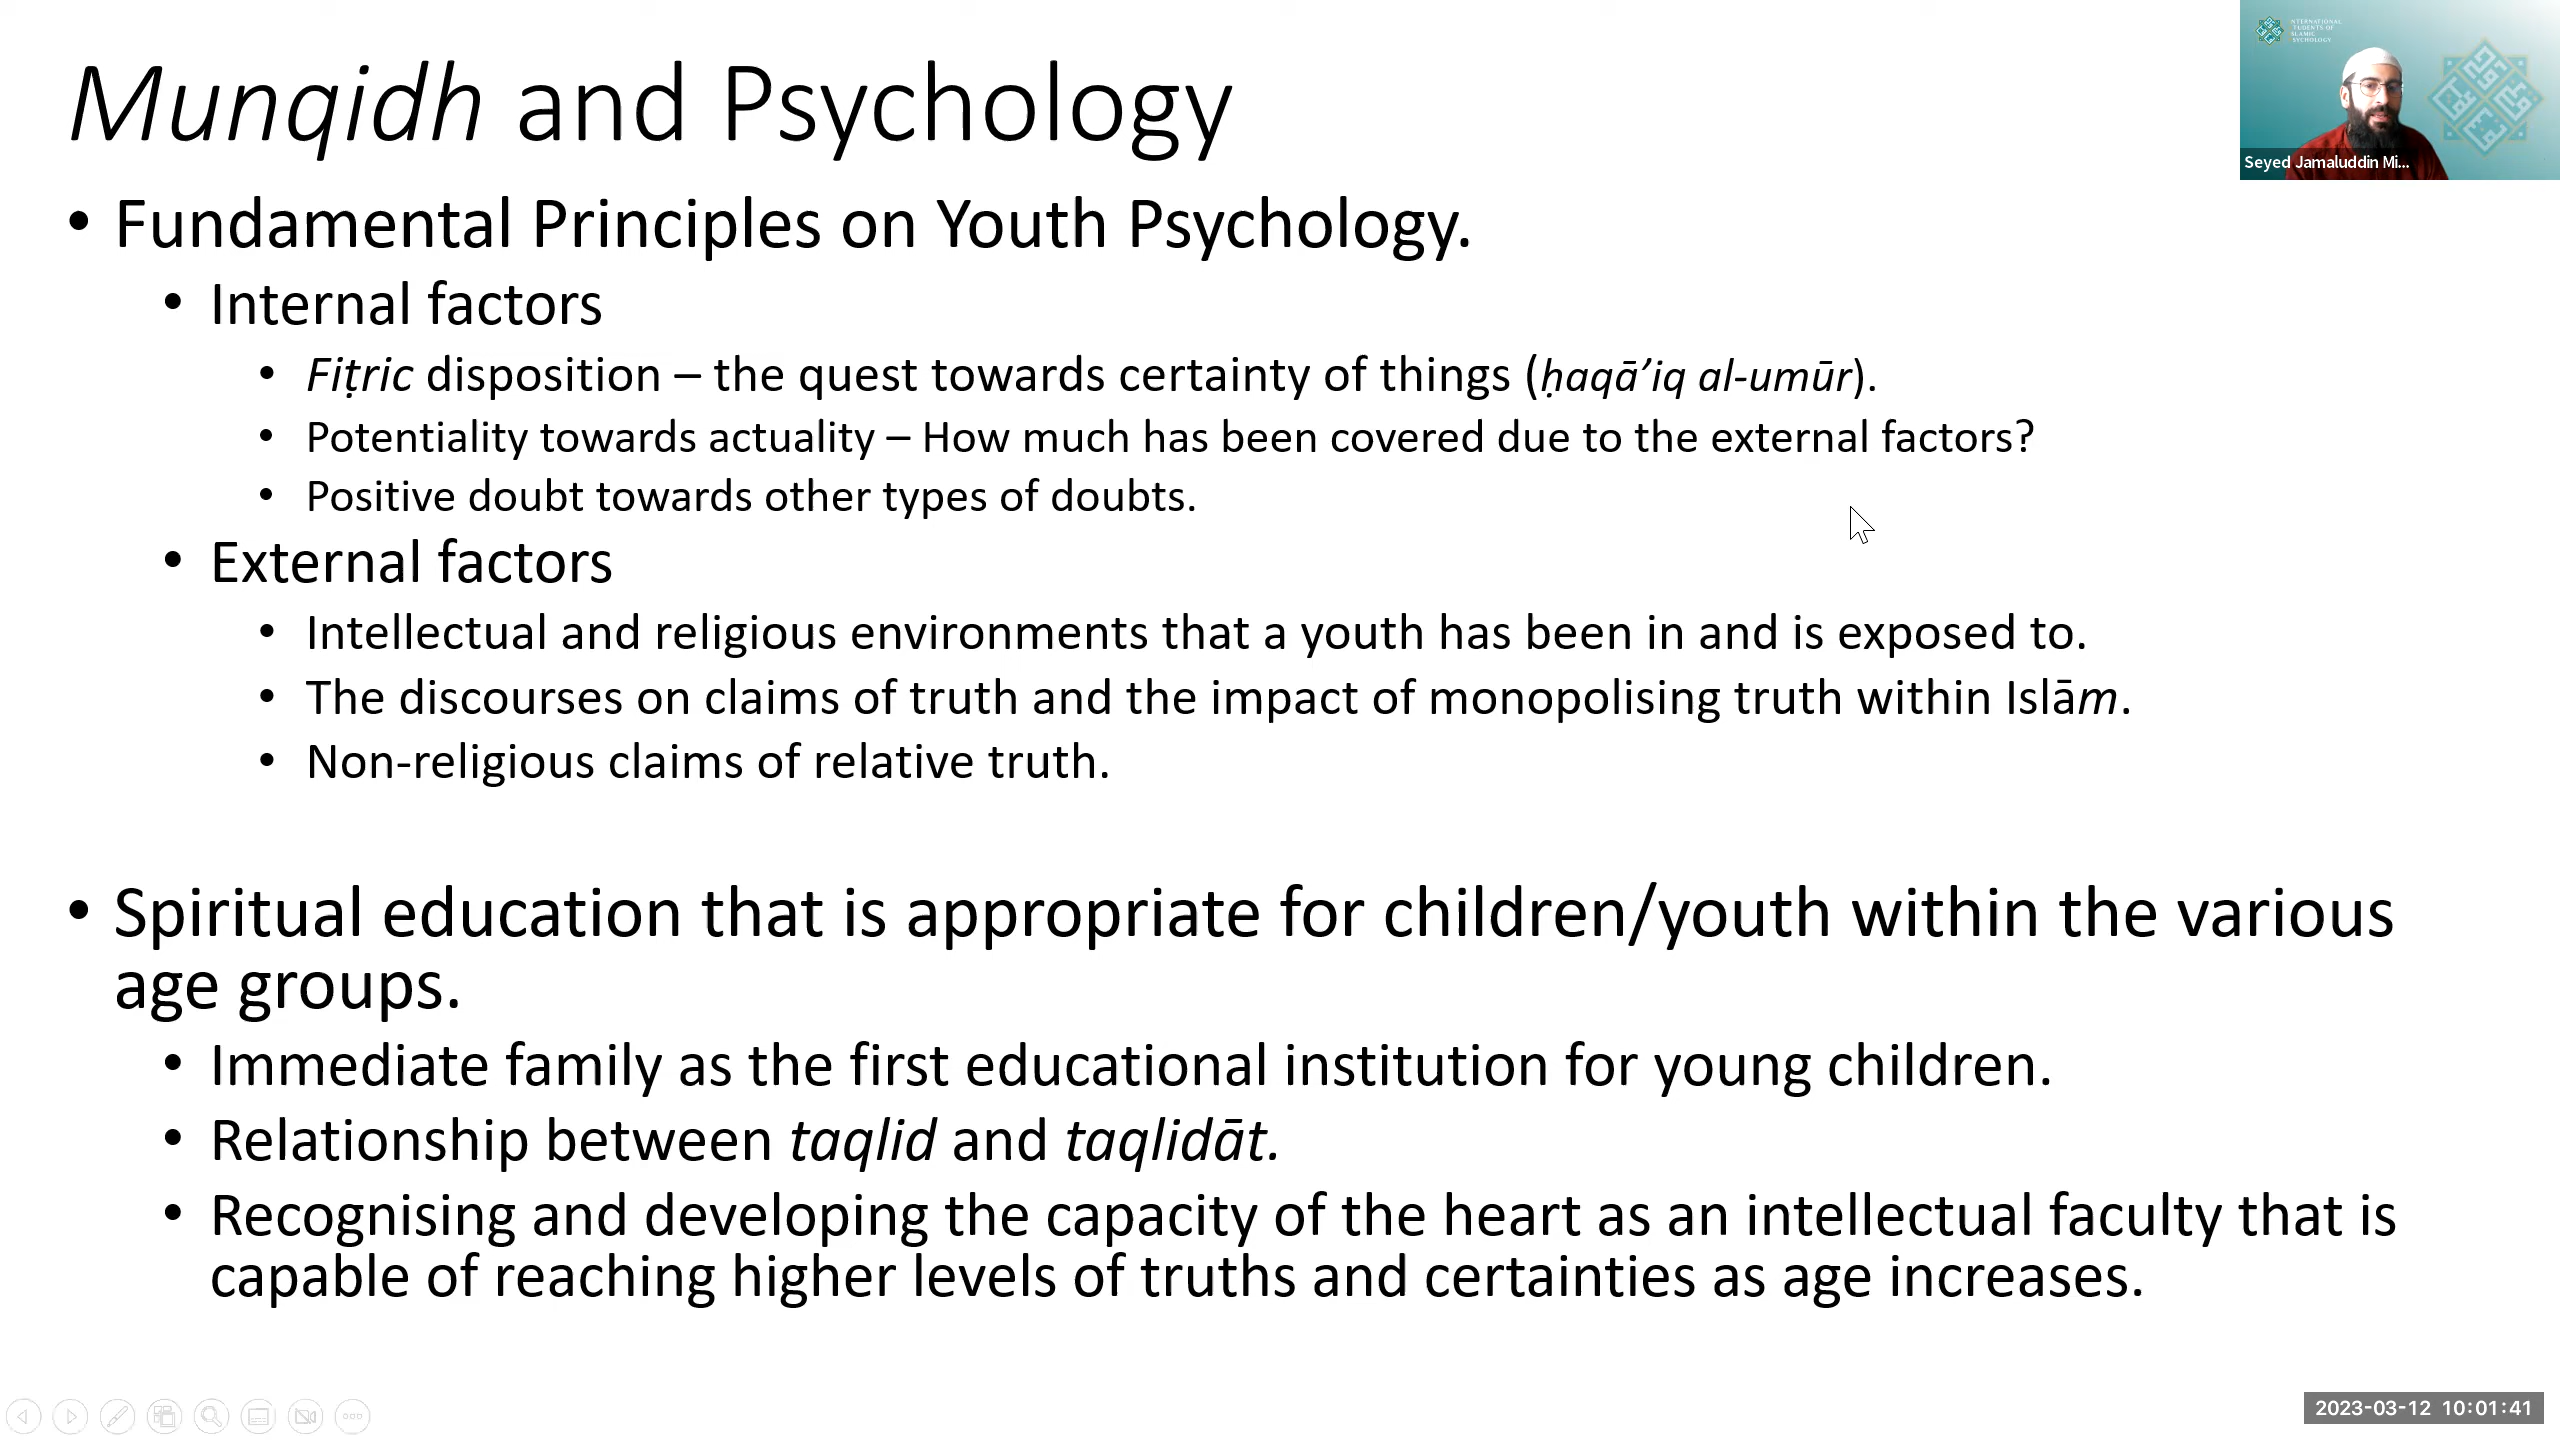 Munqidh and Psychology
• Fundamental Principles on Youth Psychology.
• Internal factors
• Fiṭric disposition – the quest towards certainty of things (ḥaqā’iq al-umūr).
• Potentiality towards actuality – How much has been covered due to the external factors?
• Positive doubt towards other types of doubts.
• External factors
• Intellectual and religious environments that a youth has been in and is exposed to.
• The discourses on claims of truth and the impact of monopolising truth within Islām.
• Non-religious claims of relative truth.
• Spiritual education that is appropriate for children/youth within the various
age groups.
• Immediate family as the first educational institution for young children.
• Relationship between taqlid and taqlidāt.
• Recognising and developing the capacity of the heart as an intellectual faculty that is
capable of reaching higher levels of truths and certainties as age increases.
NTERNATIONAL
TUDENTS OF
SLAMIC
SYCHOLOGY
Seyed Jamaluddin Mi...
2023-03-12 10:01:41